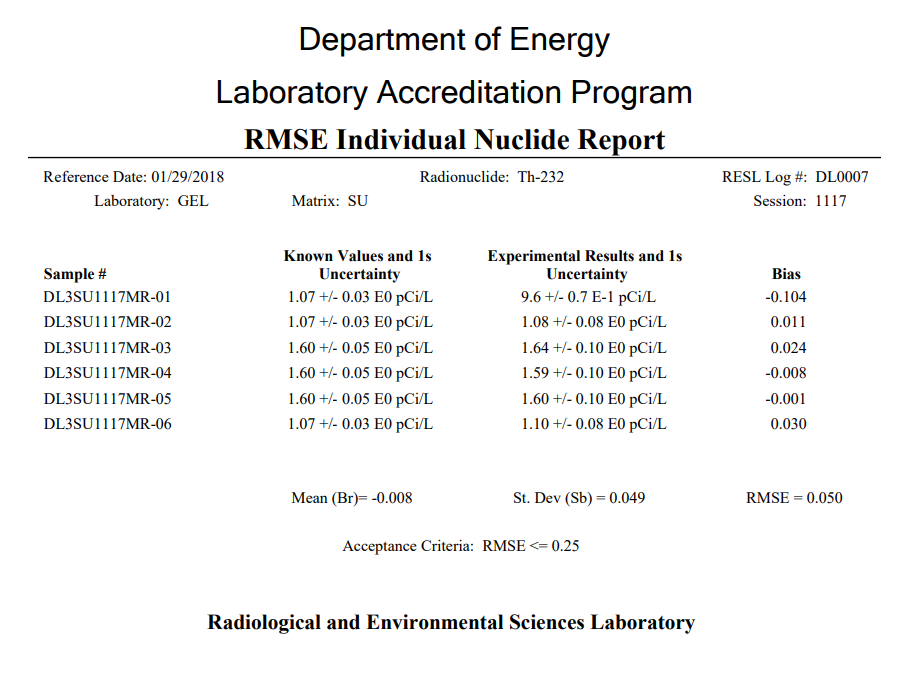 Department of Energy
Laboratory Accreditation Program
RMSE Individual Nuclide Report
Reference Date: 01/29/2018 Radionuclide: Th-232 RESL Log #: DL0007
Laboratory: GEL Matrix: SU Session: 1117
Known Values and 1s Experimental Results and 1s
Sample # Uncertainty Uncertainty Bias
DL3SU1117MR-01 1.07 +/- 0.03 E0 pCi/L 9.6 +/- 0.7 E-1 pCi/L -0.104
DL3SU1117MR-02 1.07 +/- 0.03 E0 pCi/L 1.08 +/- 0.08 E0 pCi/L 0.011
DL3SU1117MR-03 1.60 +/- 0.05 E0 pCi/L 1.64 +/- 0.10 E0 pCi/L 0.024
DL3SU1117MR-04 1.60 +/- 0.05 E0 pCi/L 1.59 +/- 0.10 E0 pCi/L -0.008
DL3SU1117MR-05 1.60 +/- 0.05 E0 pCi/L 1.60 +/- 0.10 E0 pCi/L -0.001
DL3SU1117MR-06 1.07 +/- 0.03 E0 pCi/L 1.10 +/- 0.08 E0 pCi/L 0.030
Mean (Br)= -0.008 St. Dev (Sb) = 0.049 RMSE = 0.050
Acceptance Criteria: RMSE <= 0.25
Radiological and Environmental Sciences Laboratory